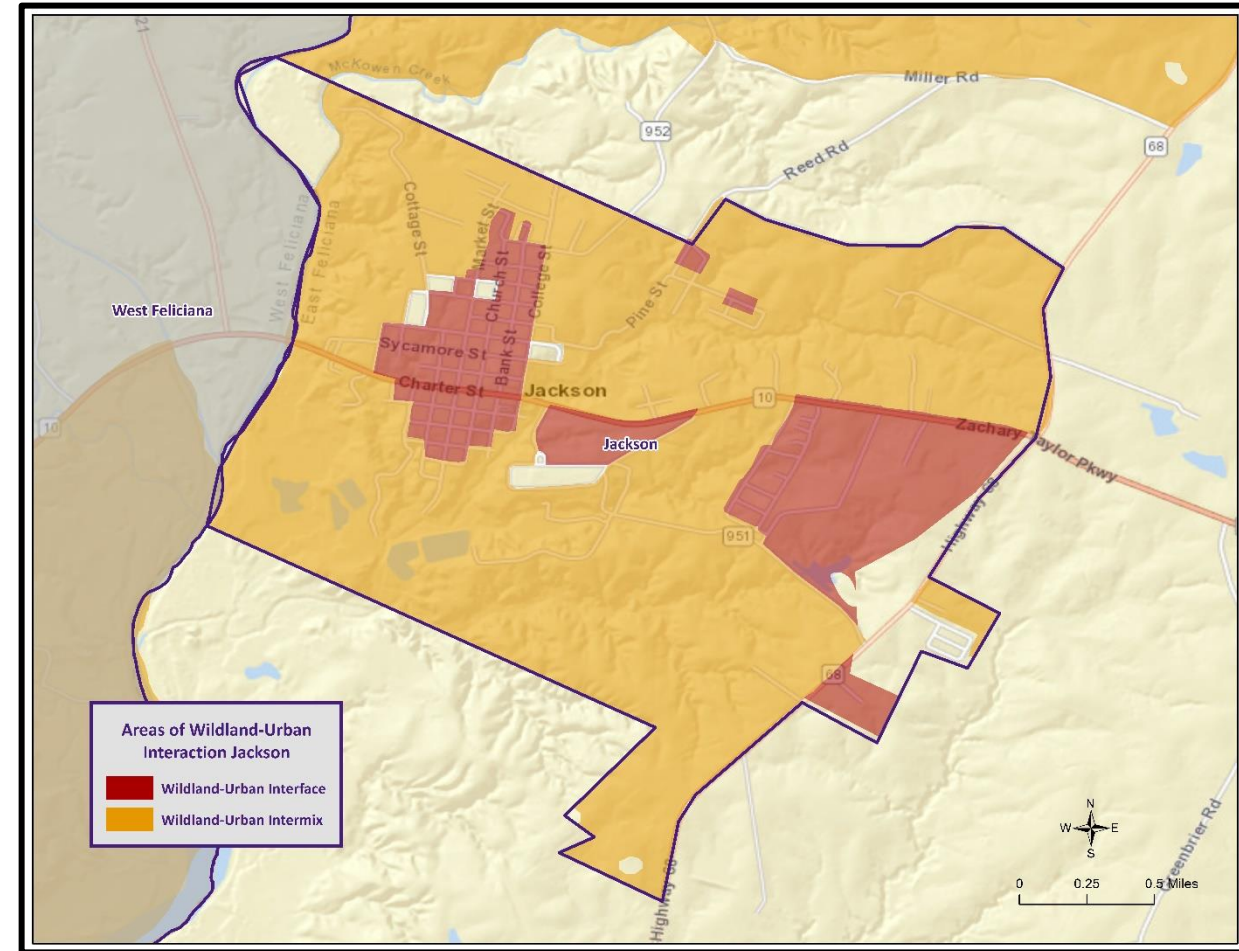 21
McKowen Creek
Miller Rd
952
68
Reed Rd
Cottage St
Market St
Church St
College St
West Feliciana
East Feliciana
West Feliciana
Pine St
Sycamore St
Bank St
Charter St
Jackson
10
10
Jackson
Zachary Taylor Pkwy
951
Highway 68
68
Areas of Wildland-Urban
Interaction Jackson
Wildland-Urban Interface
Wildland-Urban Intermix
N
W E
S
0 0.25 0.5 Miles
Greenbrier Rd
Highway 68